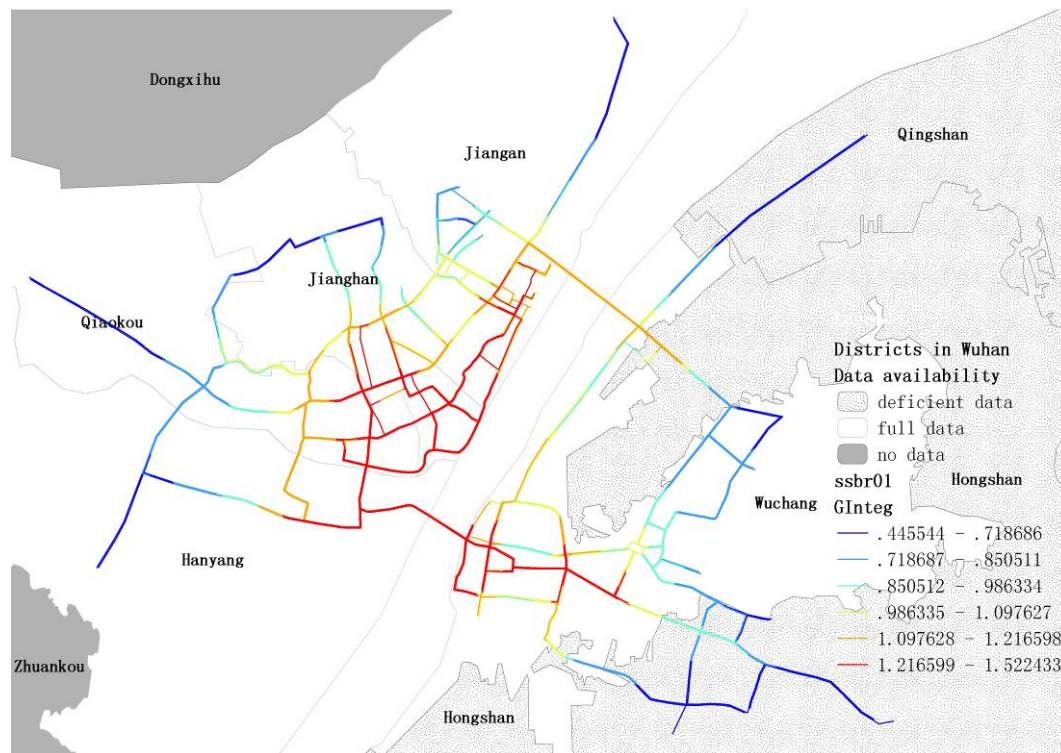 Dongxihu
Jiangan
Qingshan
Jianghan
Qiaokou
Districts in Wuhan
Data availability
deficient data
full data
no data
ssbr01
GInteg
.445544 - .718686
.718687 - .850511
.850512 - .986334
.986335 - 1.097627
1.097628 - 1.216598
1.216599 - 1.522433
Hongshan
Wuchang
Hanyang
Zhuankou
Hongshan